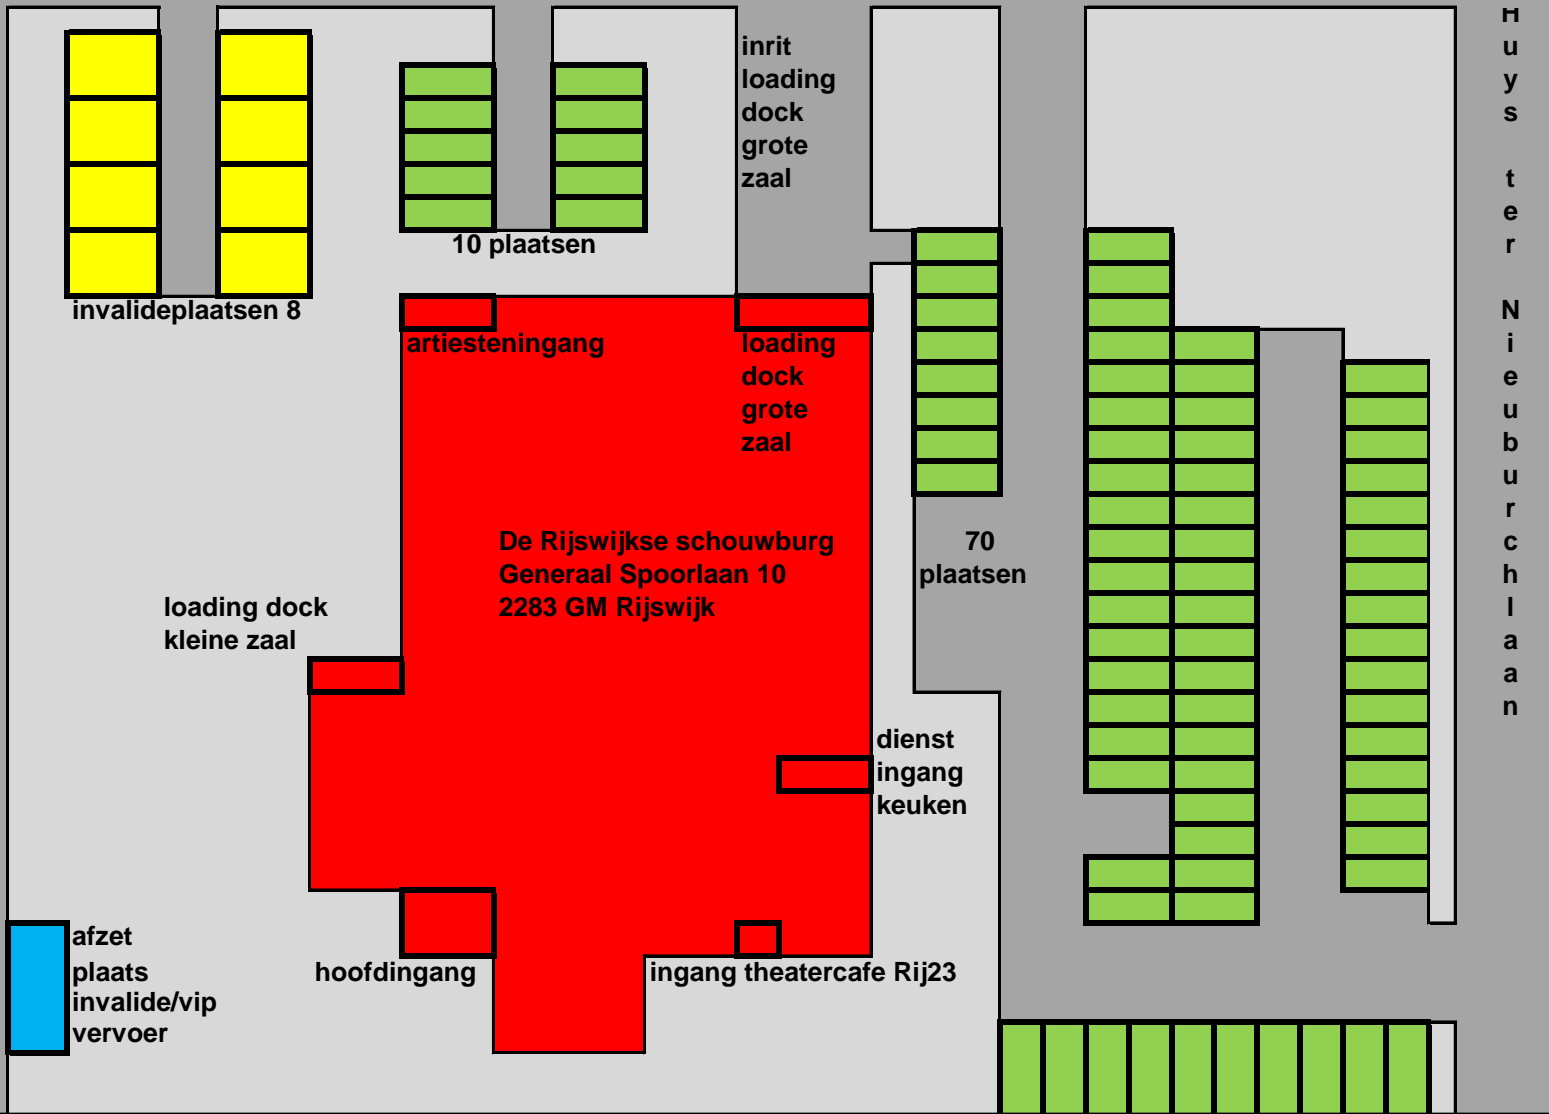 inrit
loading
dock
grote
zaal
10 plaatsen
invalideplaatsen 8
artiesteningang
loading
dock
grote
zaal
De Rijswijkse schouwburg
Generaal Spoorlaan 10
2283 GM Rijswijk
70
plaatsen
loading dock
kleine zaal
dienst
ingang
keuken
afzet
plaats
invalide/vip
vervoer
hoofdingang
ingang theatercafe Rij23
Huys ter Nieuburchlaan